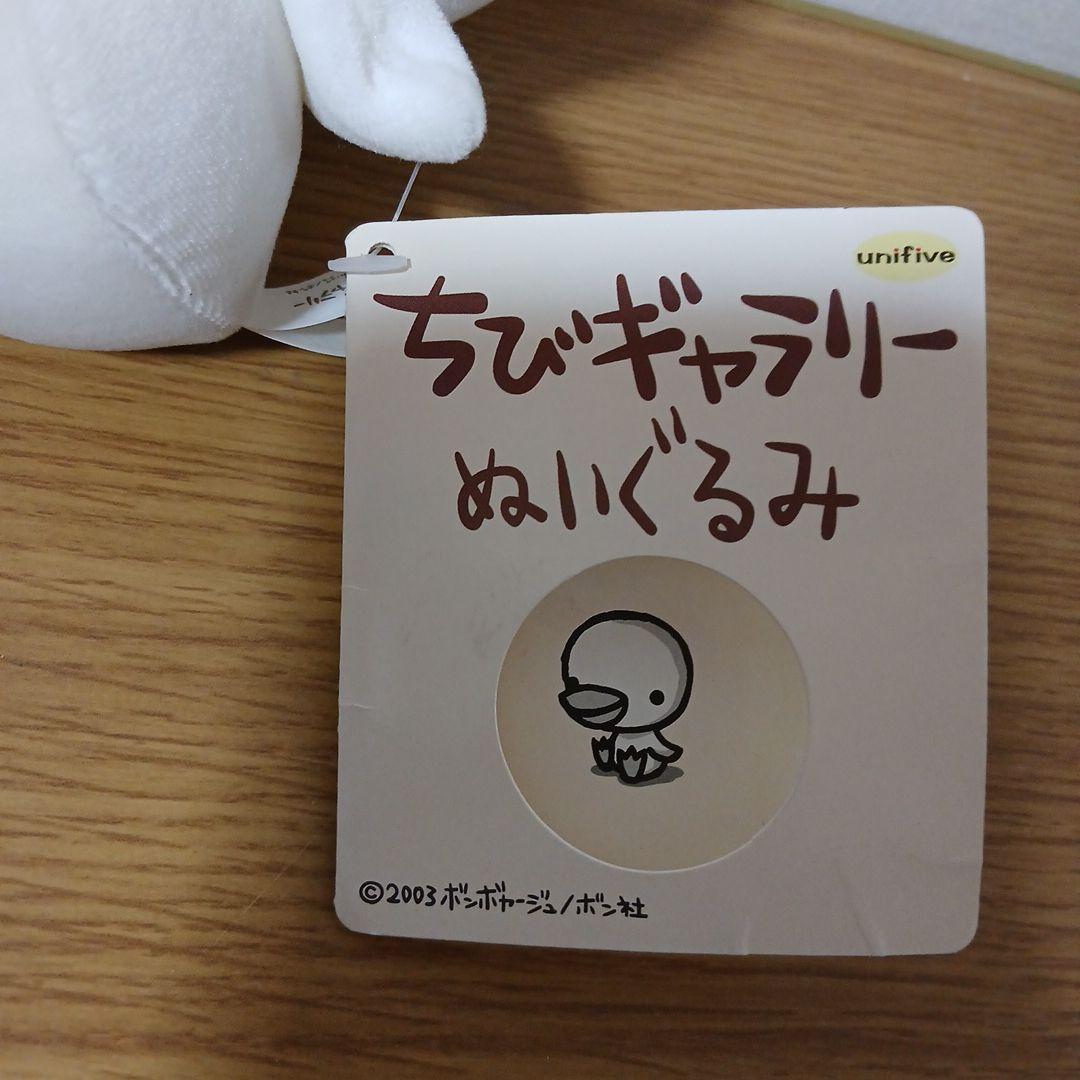 unifive
ちびギャラリー
ぬいぐるみ
©2003 ボンボヤージュ/ボン社